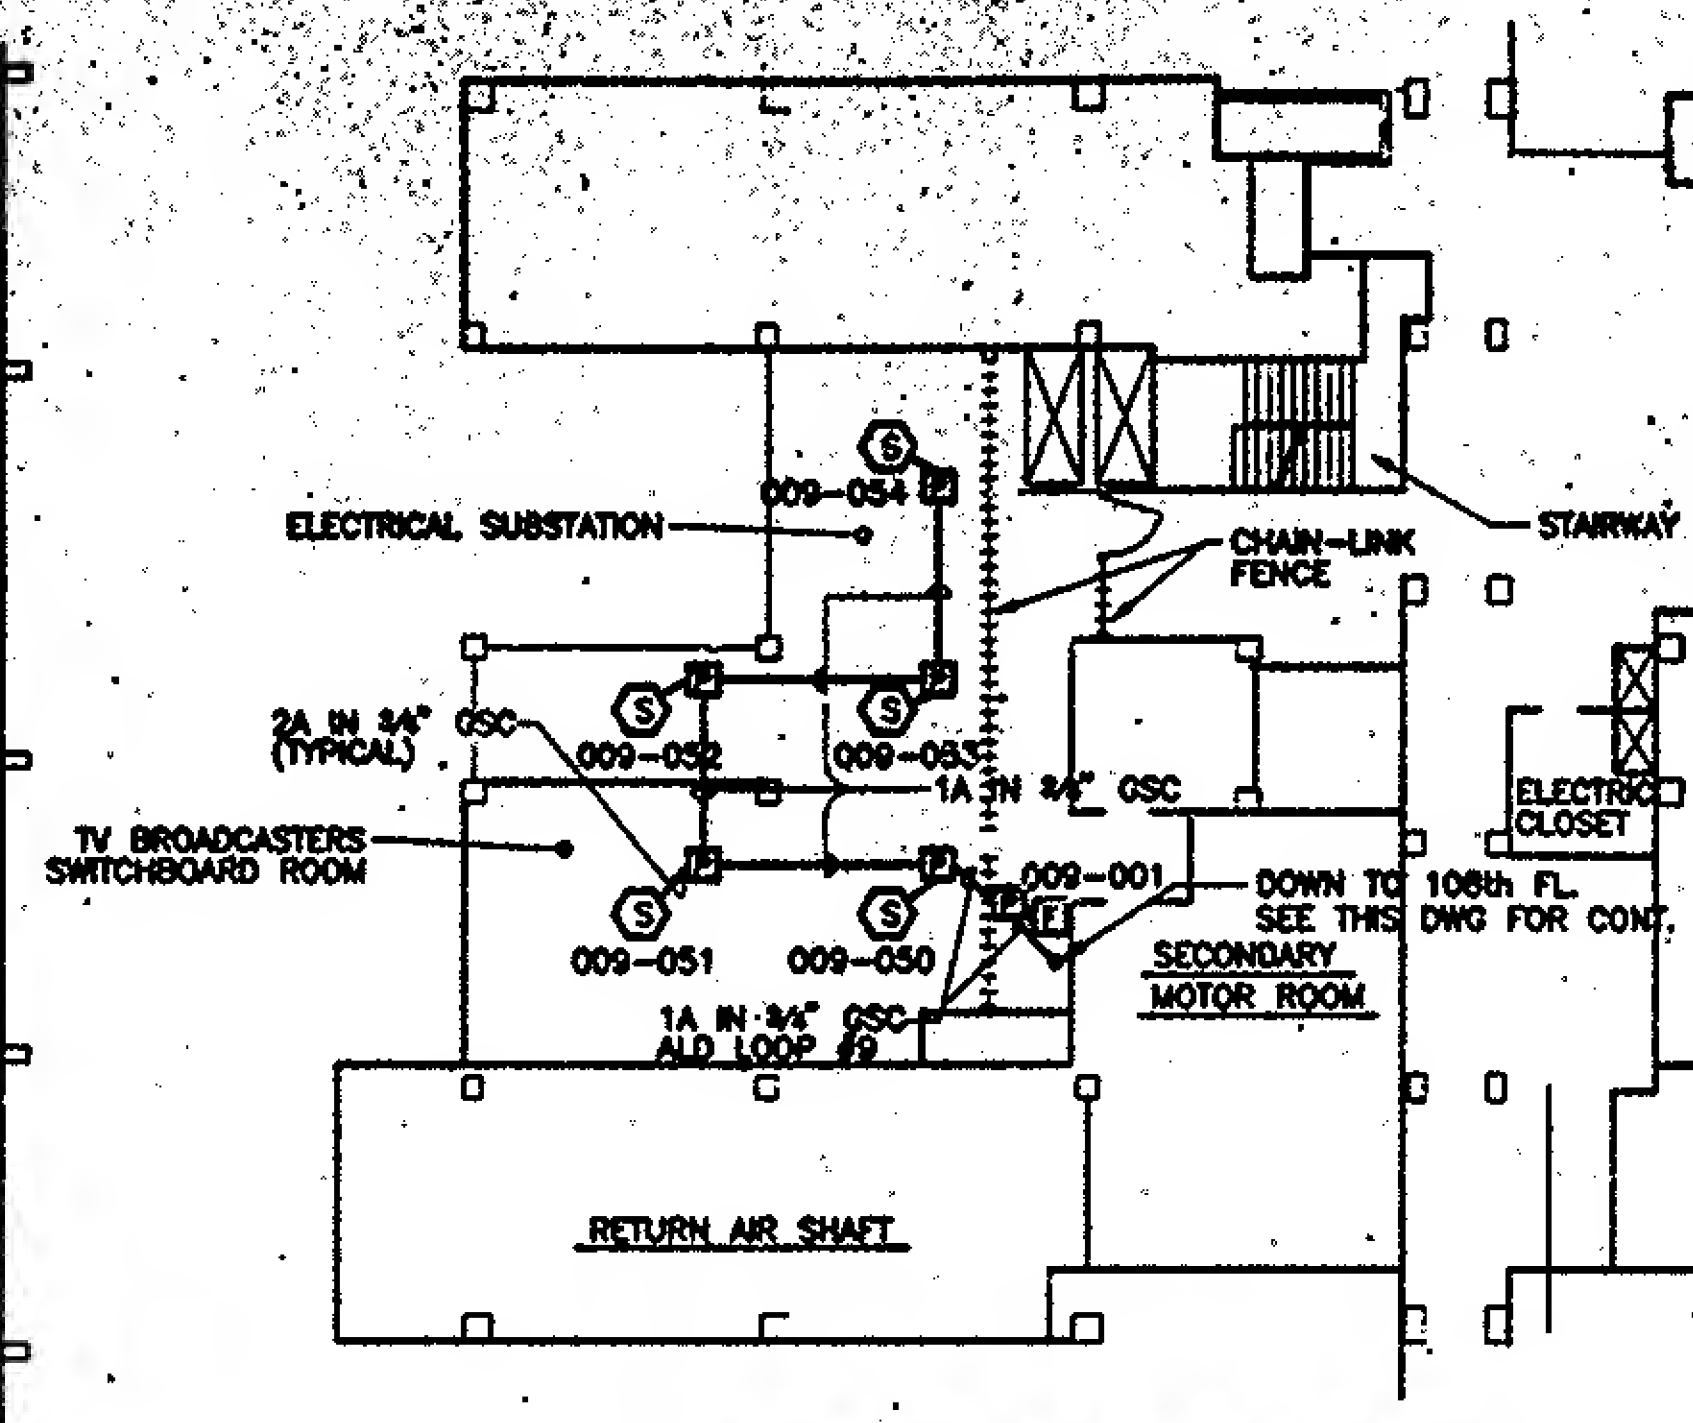 S
P
009-054
ELECTRICAL SUBSTATION
STAIRWAY
CHAIN-LINK
FENCE
P
P
S
S
2A IN 3/4" GSC
(TYPICAL)
009-052
009-053
1A IN 3/4" GSC
ELECTRIC
CLOSET
TV BROADCASTERS
SWITCHBOARD ROOM
P
P
009-001
P
F
DOWN TO 108th FL.
SEE THIS DWG FOR CONT.
S
S
009-051
009-050
SECONDARY
MOTOR ROOM
1A IN 3/4" GSC
ALD LOOP #9
RETURN AIR SHAFT